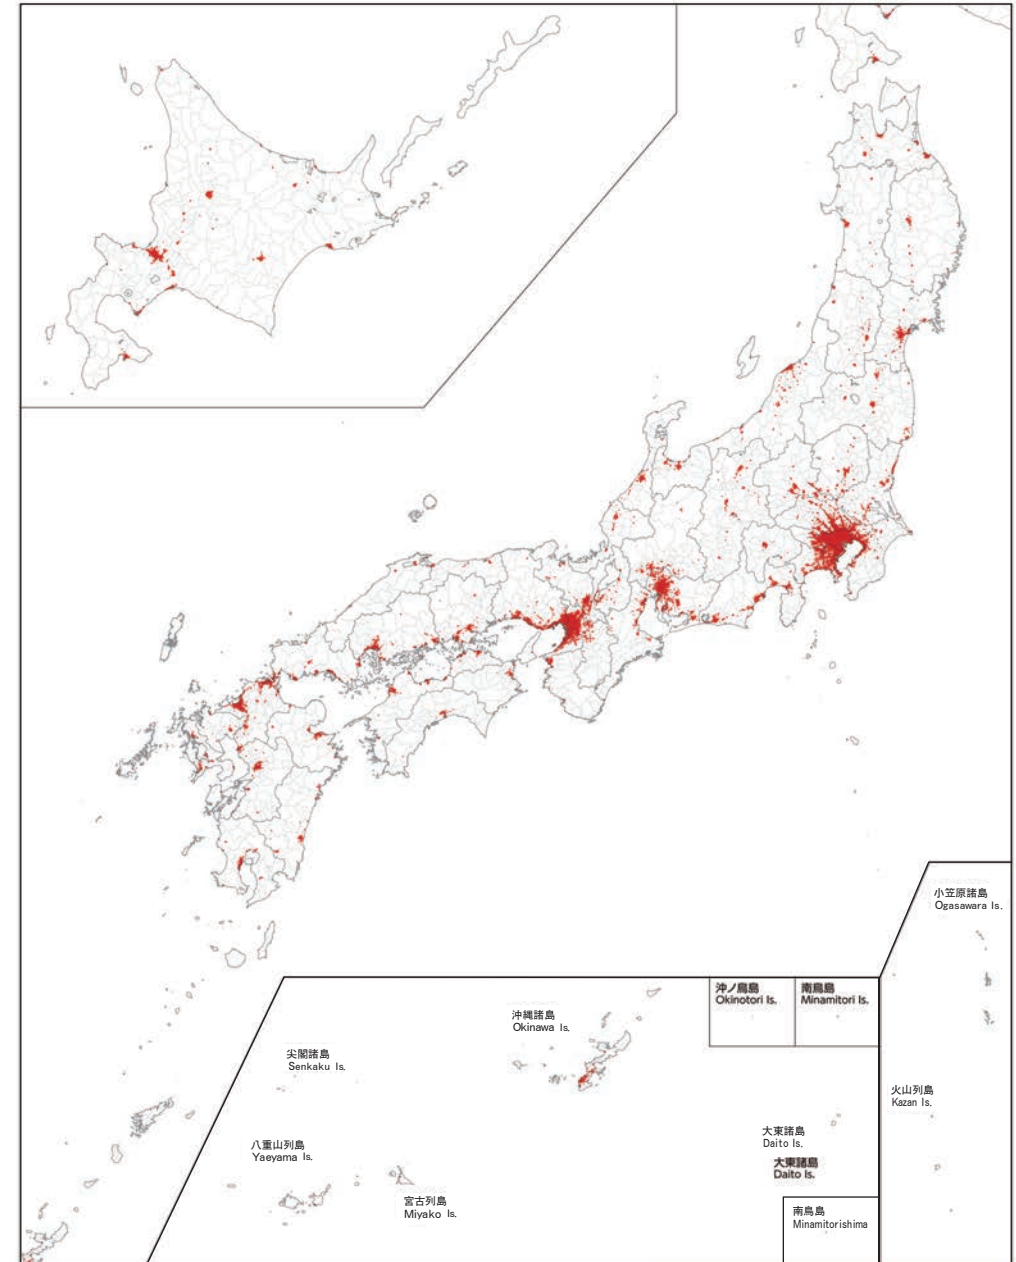 小笠原諸島
Ogasawara Is.
沖ノ鳥島
Okinotori Is.
南鳥島
Minamitori Is.
沖縄諸島
Okinawa Is.
尖閣諸島
Senkaku Is.
火山列島
Kazan Is.
大東諸島
Daito Is.
大東諸島
Daito Is.
八重山列島
Yaeyama Is.
宮古列島
Miyako Is.
南鳥島
Minamitorishima